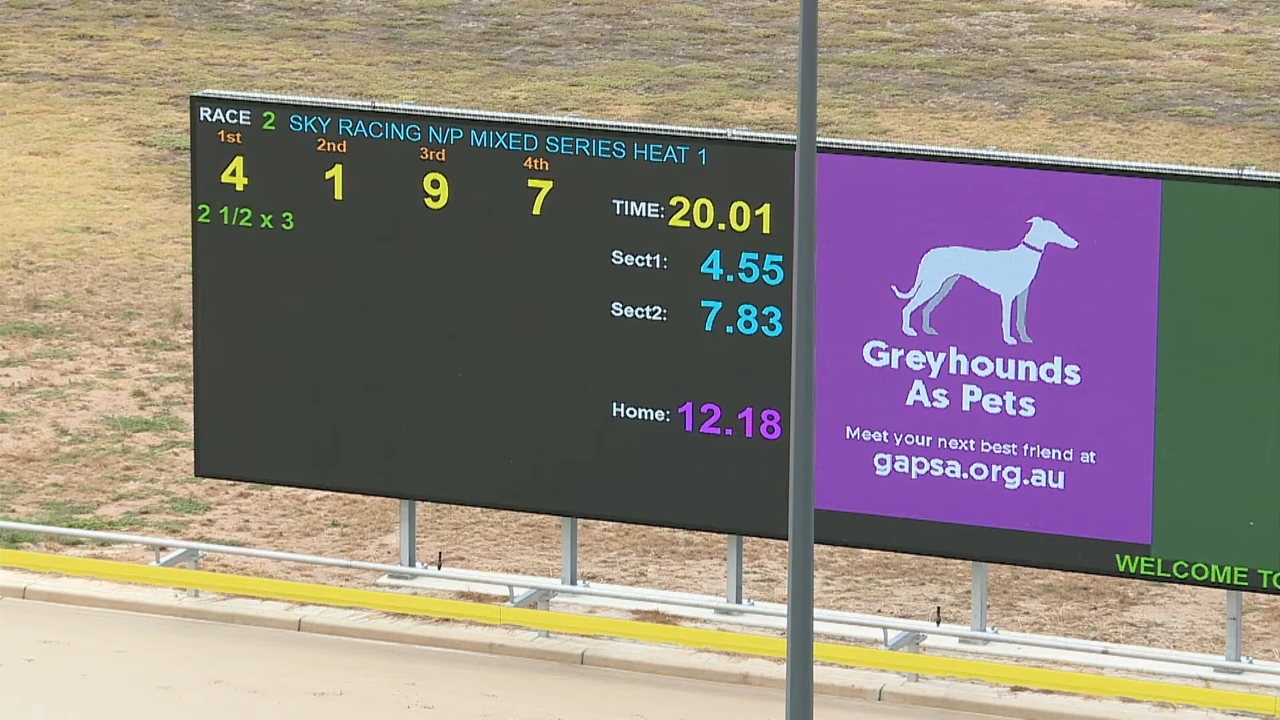 RACE 2 SKY RACING N/P MIXED SERIES HEAT 1
1st 2nd 3rd 4th
4 1 9 7
2 1/2 x 3
TIME: 20.01
Sect1: 4.55
Sect2: 7.83
Home: 12.18
Greyhounds
As Pets
Meet your next best friend at
gapsa.org.au
WELCOME TO